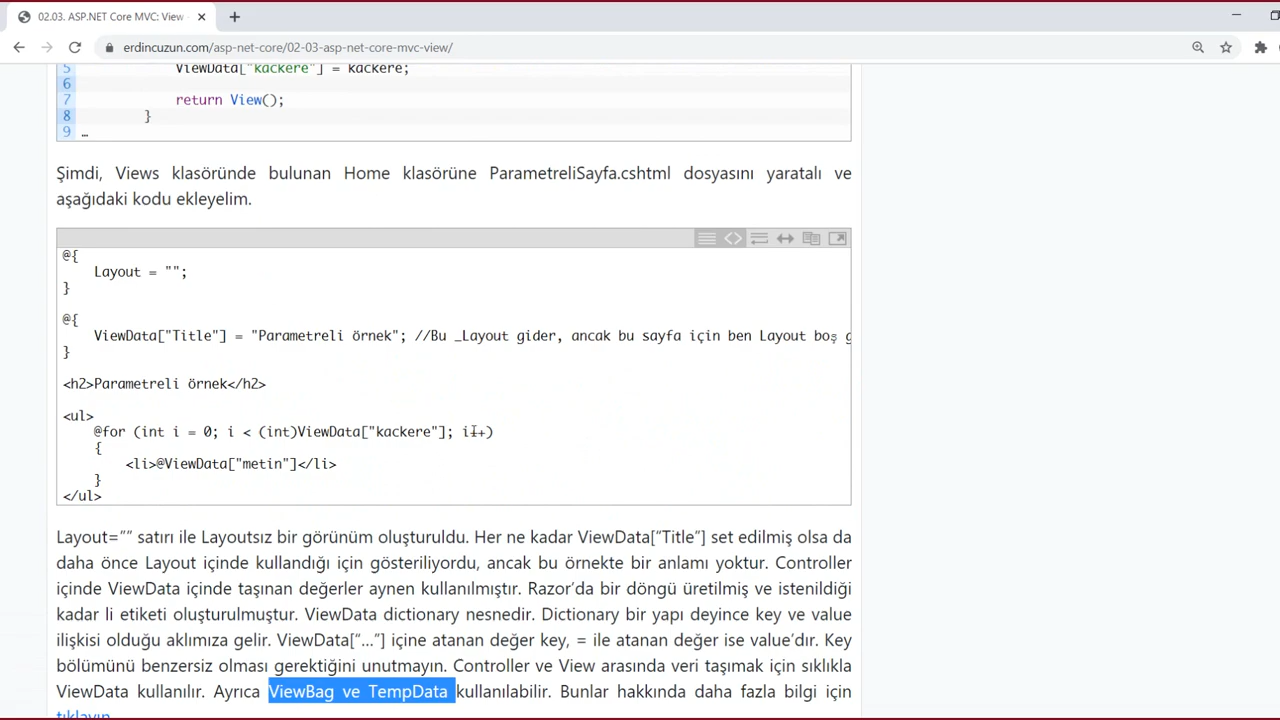 02.03. ASP.NET Core MVC: View
erdincuzun.com/asp-net-core/02-03-asp-net-core-mvc-view/
5 ViewData["kackere"] = kackere;
6
7 return View();
8 }
9 …
Şimdi, Views klasöründe bulunan Home klasörüne ParametreliSayfa.cshtml dosyasını yaratalı ve
aşağıdaki kodu ekleyelim.
@{
Layout = "";
}
@{
ViewData["Title"] = "Parametreli örnek"; //Bu _Layout gider, ancak bu sayfa için ben Layout boş g
}
<h2>Parametreli örnek</h2>
<ul>
@for (int i = 0; i < (int)ViewData["kackere"]; i++)
{
<li>@ViewData["metin"]</li>
}
</ul>
Layout=”” satırı ile Layoutsız bir görünüm oluşturuldu. Her ne kadar ViewData[“Title”] set edilmiş olsa da
daha önce Layout içinde kullandığı için gösteriliyordu, ancak bu örnekte bir anlamı yoktur. Controller
içinde ViewData içinde taşınan değerler aynen kullanılmıştır. Razor’da bir döngü üretilmiş ve istenildiği
kadar li etiketi oluşturulmuştur. ViewData dictionary nesnedir. Dictionary bir yapı deyince key ve value
ilişkisi olduğu aklımıza gelir. ViewData[“…”] içine atanan değer key, = ile atanan değer ise value’dır. Key
bölümünü benzersiz olması gerektiğini unutmayın. Controller ve View arasında veri taşımak için sıklıkla
ViewData kullanılır. Ayrıca ViewBag ve TempData kullanılabilir. Bunlar hakkında daha fazla bilgi için
tıklayın.